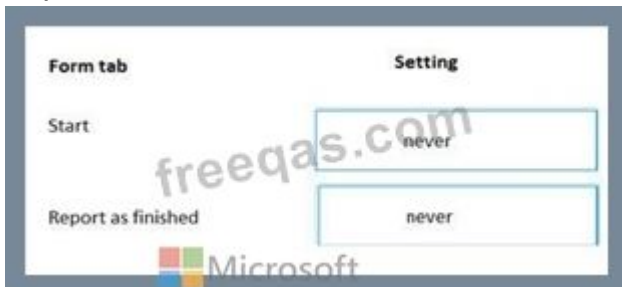 Form tab Setting
Start never
freeqas.com
Report as finished never
Microsoft